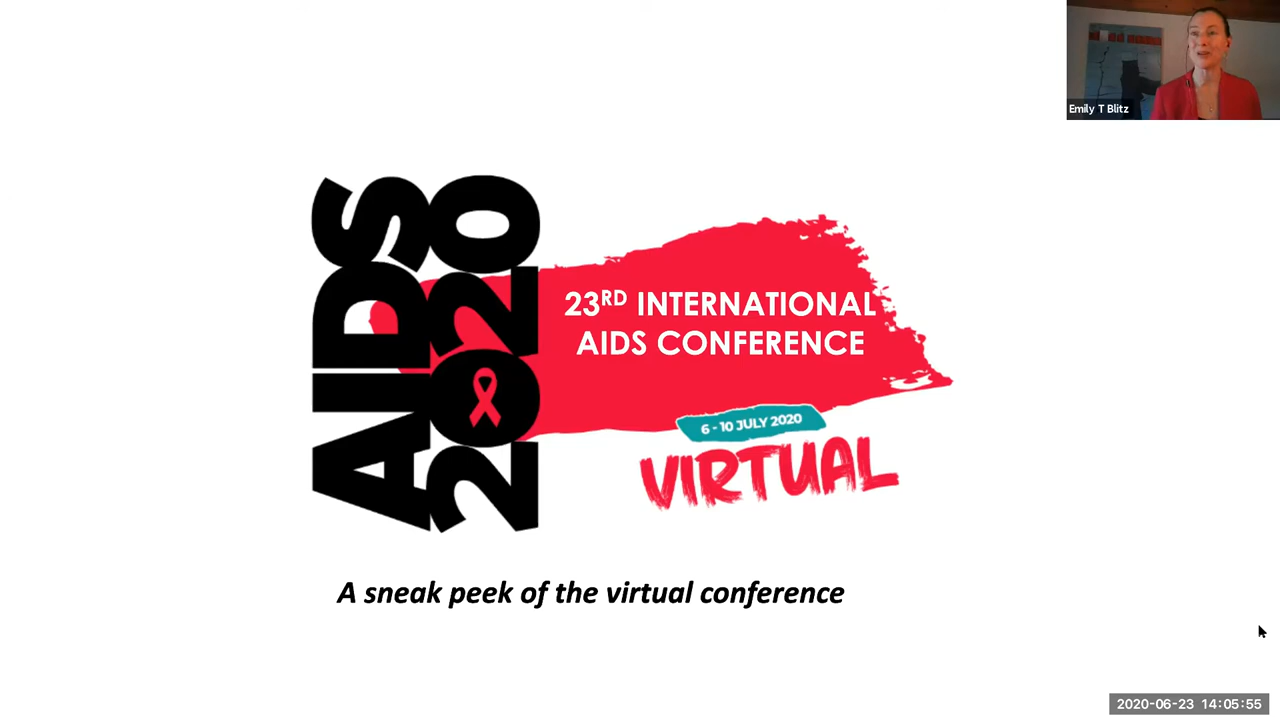 Emily T Blitz
AIDS
2020
23RD INTERNATIONAL
AIDS CONFERENCE
6 - 10 JULY 2020
VIRTUAL
A sneak peek of the virtual conference
2020-06-23 14:05:55